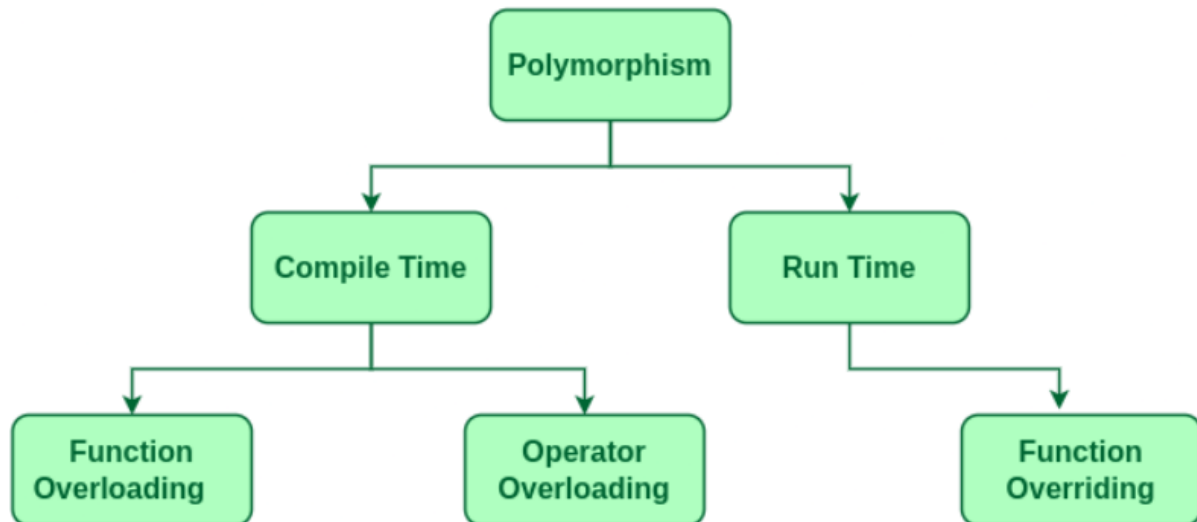 Polymorphism
Compile Time
Run Time
Function
Overloading
Operator
Overloading
Function
Overriding